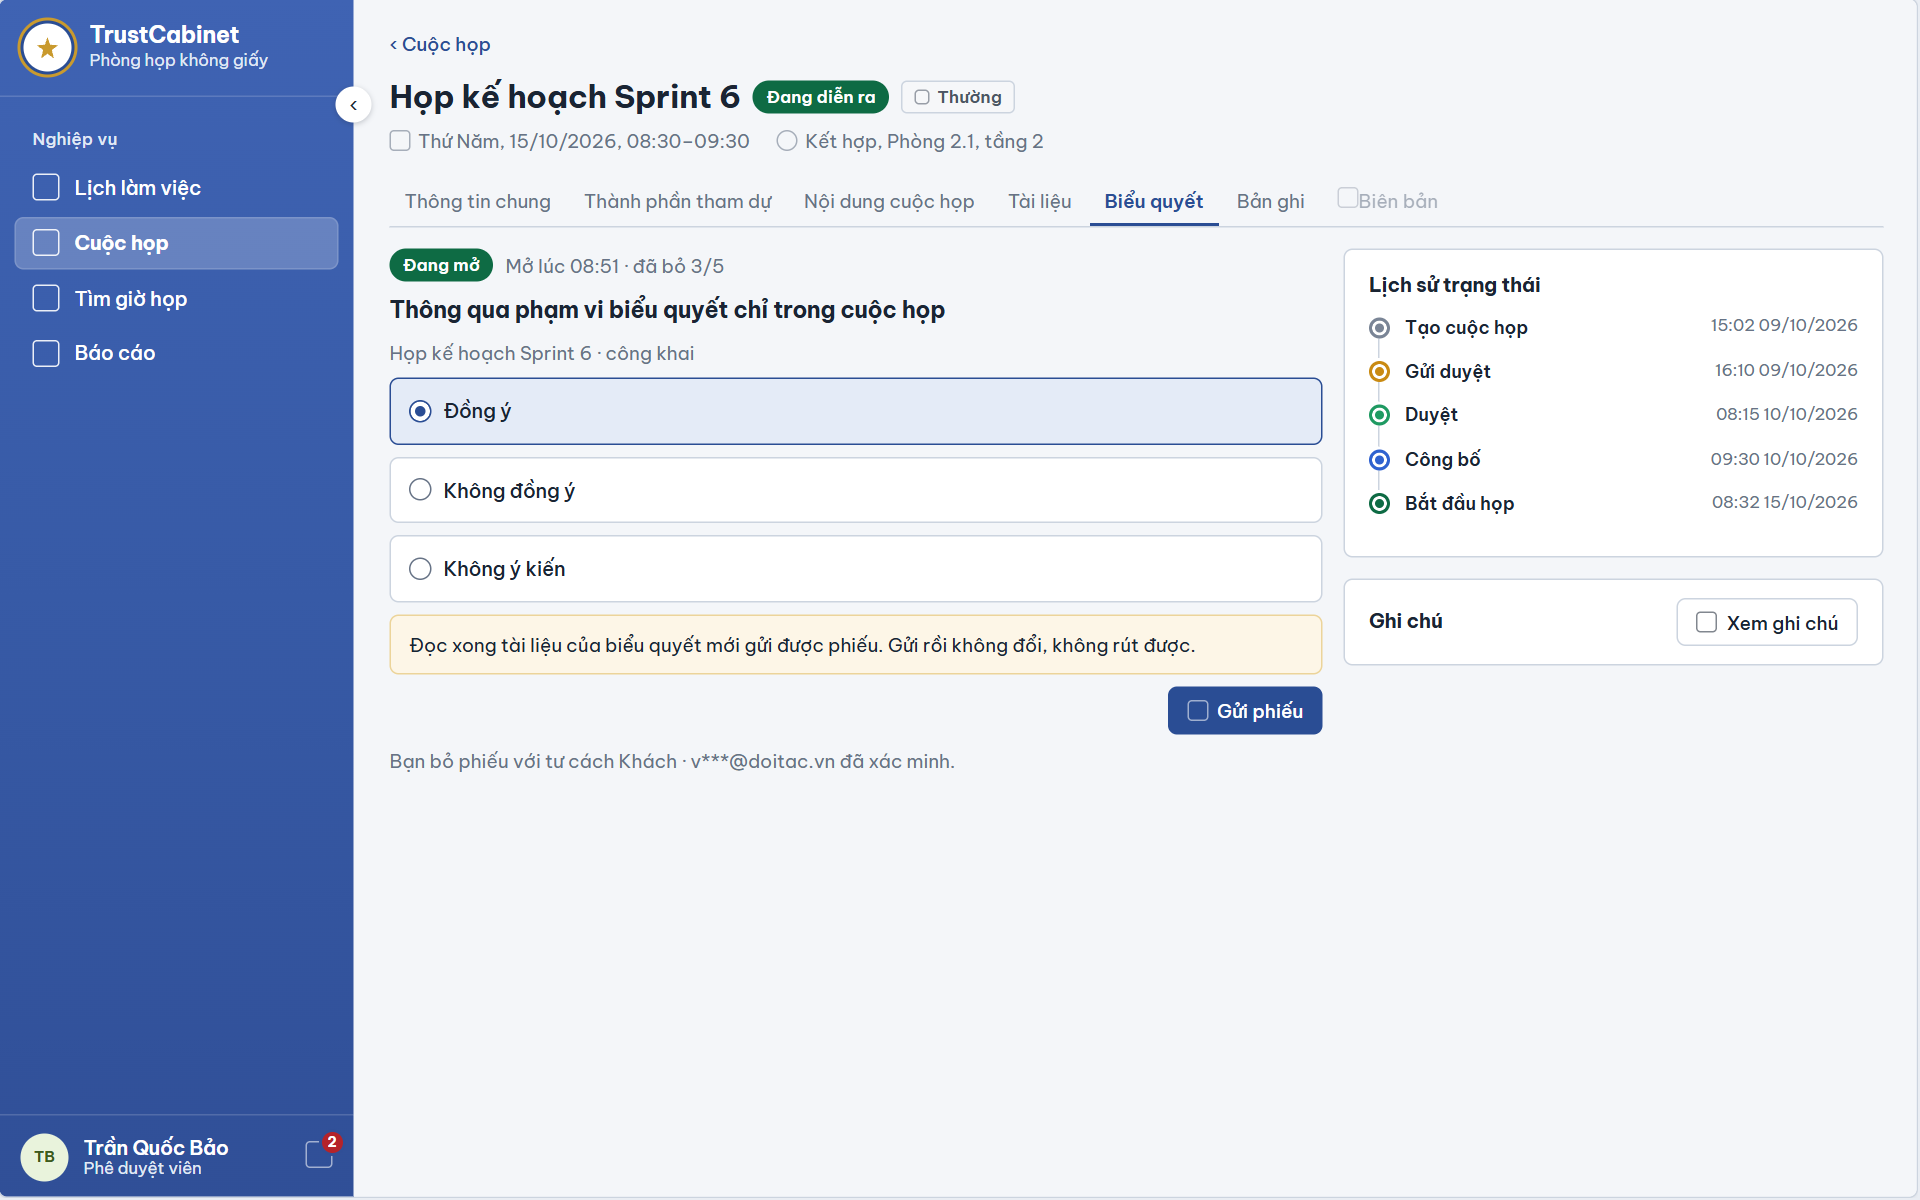 TrustCabinet
Phòng họp không giấy
Nghiệp vụ
Lịch làm việc
Cuộc họp
Tìm giờ họp
Báo cáo
TB
Trần Quốc Bảo
Phê duyệt viên
2
‹ Cuộc họp
Họp kế hoạch Sprint 6
Đang diễn ra
Thường
Thứ Năm, 15/10/2026, 08:30–09:30
Kết hợp, Phòng 2.1, tầng 2
Thông tin chung
Thành phần tham dự
Nội dung cuộc họp
Tài liệu
Biểu quyết
Bản ghi
Biên bản
Đang mở
Mở lúc 08:51 · đã bỏ 3/5
Thông qua phạm vi biểu quyết chỉ trong cuộc họp
Họp kế hoạch Sprint 6 · công khai
Đồng ý
Không đồng ý
Không ý kiến
Đọc xong tài liệu của biểu quyết mới gửi được phiếu. Gửi rồi không đổi, không rút được.
Gửi phiếu
Bạn bỏ phiếu với tư cách Khách · v***@doitac.vn đã xác minh.
Lịch sử trạng thái
Tạo cuộc họp 15:02 09/10/2026
Gửi duyệt 16:10 09/10/2026
Duyệt 08:15 10/10/2026
Công bố 09:30 10/10/2026
Bắt đầu họp 08:32 15/10/2026
Ghi chú
Xem ghi chú